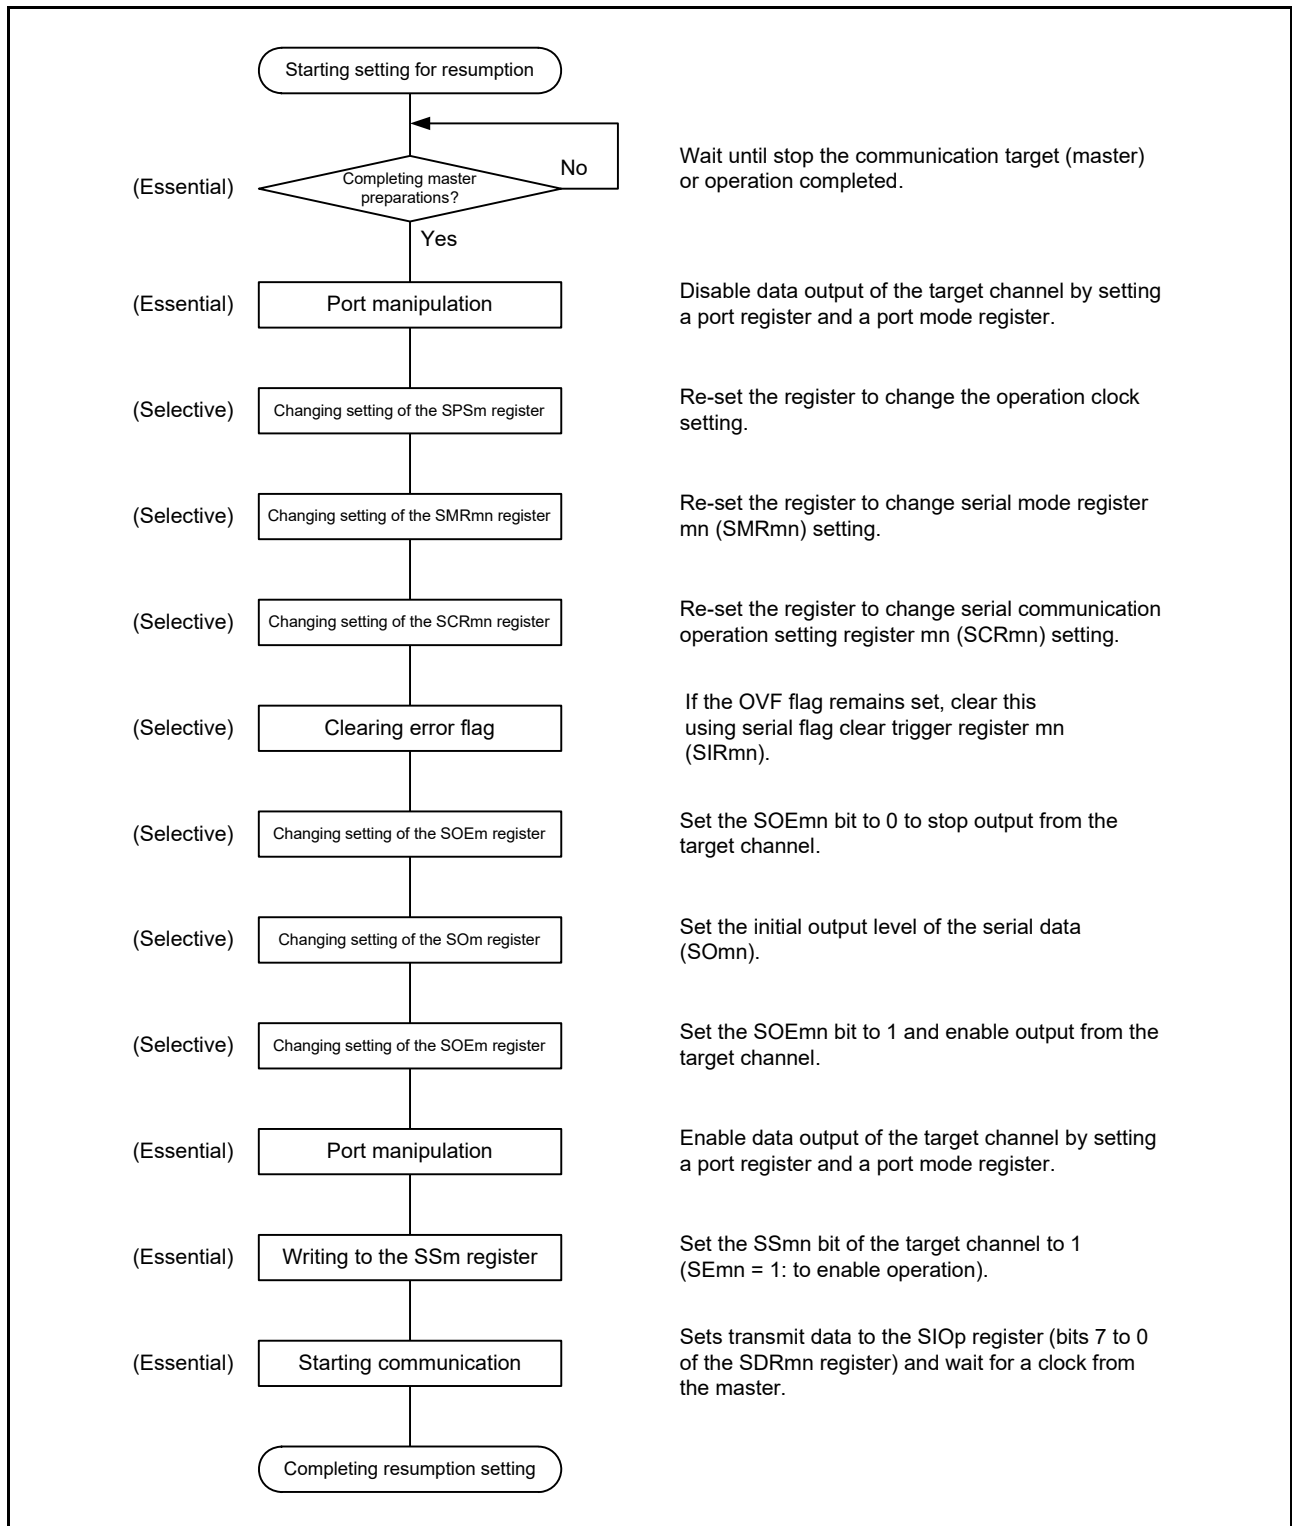 Starting setting for resumption
(Essential)
Completing master
preparations?
No
Yes
Wait until stop the communication target (master)
or operation completed.
(Essential)
Port manipulation
Disable data output of the target channel by setting
a port register and a port mode register.
(Selective)
Changing setting of the SPSm register
Re-set the register to change the operation clock
setting.
(Selective)
Changing setting of the SMRmn register
Re-set the register to change serial mode register
mn (SMRmn) setting.
(Selective)
Changing setting of the SCRmn register
Re-set the register to change serial communication
operation setting register mn (SCRmn) setting.
(Selective)
Clearing error flag
If the OVF flag remains set, clear this
using serial flag clear trigger register mn
(SIRmn).
(Selective)
Changing setting of the SOEm register
Set the SOEmn bit to 0 to stop output from the
target channel.
(Selective)
Changing setting of the SOm register
Set the initial output level of the serial data
(SOmn).
(Selective)
Changing setting of the SOEm register
Set the SOEmn bit to 1 and enable output from the
target channel.
(Essential)
Port manipulation
Enable data output of the target channel by setting
a port register and a port mode register.
(Essential)
Writing to the SSm register
Set the SSmn bit of the target channel to 1
(SEmn = 1: to enable operation).
(Essential)
Starting communication
Sets transmit data to the SIOp register (bits 7 to 0
of the SDRmn register) and wait for a clock from
the master.
Completing resumption setting